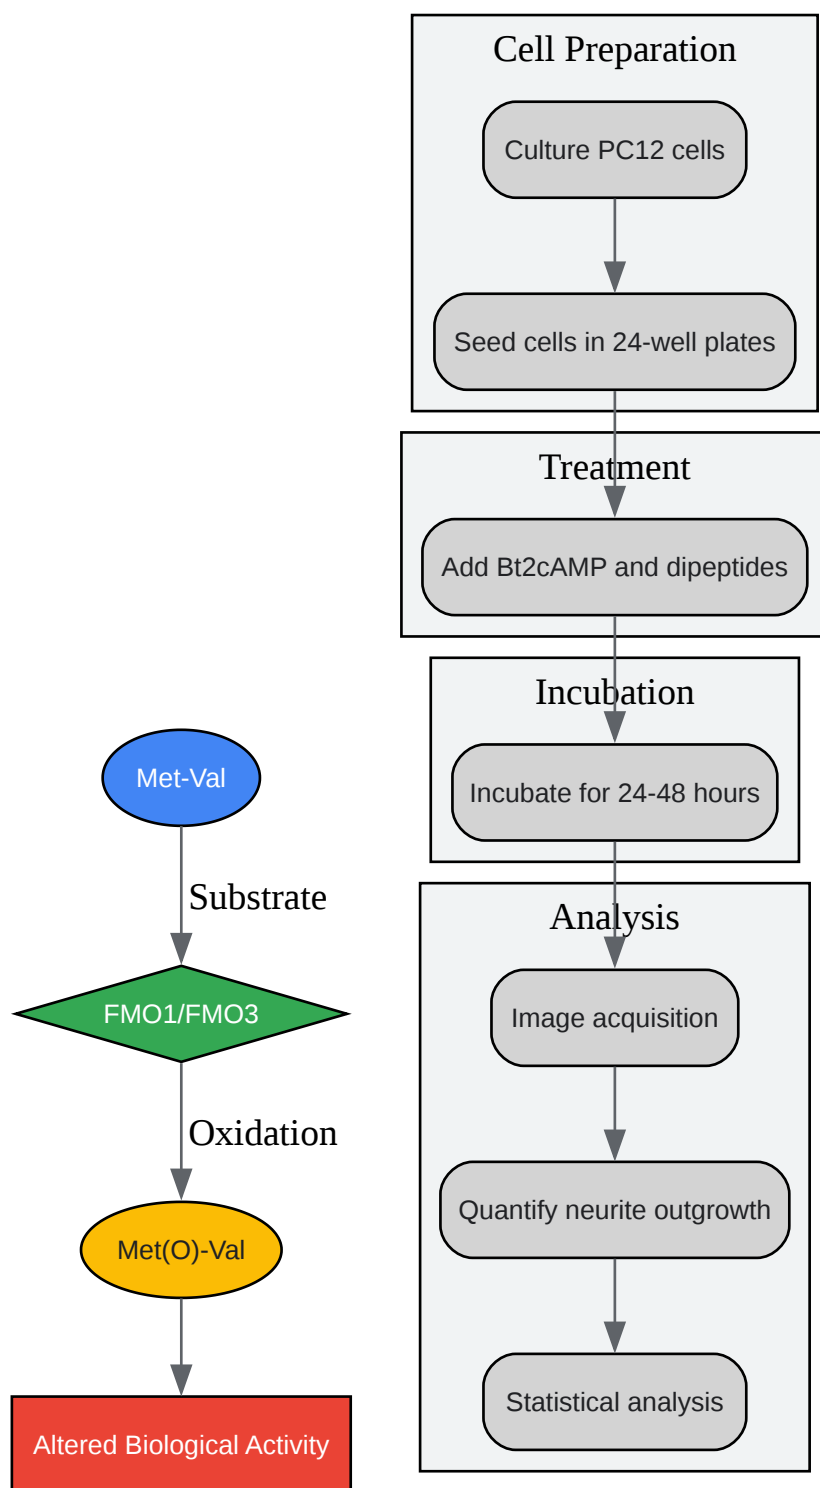 Cell Preparation
Culture PC12 cells
Seed cells in 24-well plates
Treatment
Add Bt2cAMP and dipeptides
Incubation
Incubate for 24-48 hours
Analysis
Image acquisition
Quantify neurite outgrowth
Statistical analysis
Met-Val
Substrate
FMO1/FMO3
Oxidation
Met(O)-Val
Altered Biological Activity